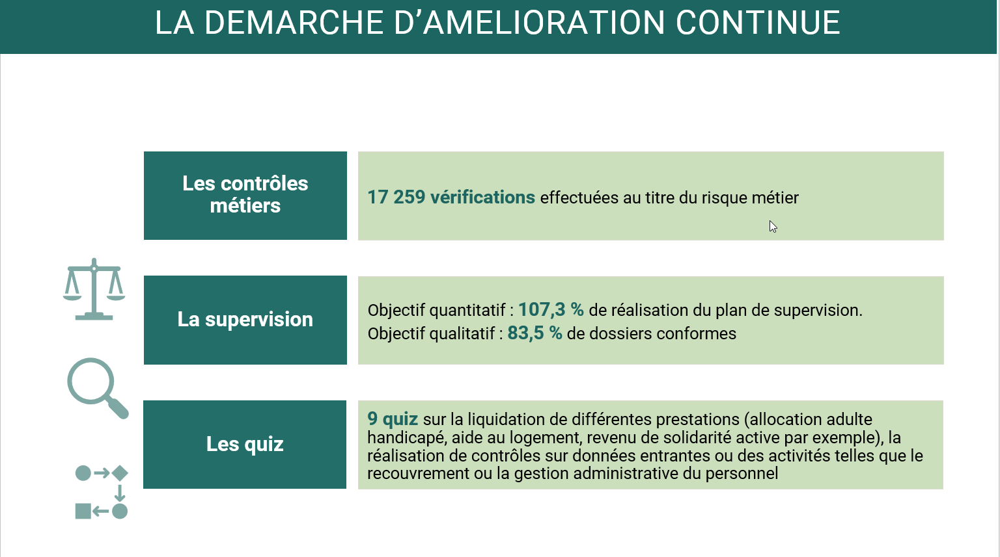 LA DEMARCHE D’AMELIORATION CONTINUE
Les contrôles
métiers
17 259 vérifications effectuées au titre du risque métier
La supervision
Objectif quantitatif : 107,3 % de réalisation du plan de supervision.
Objectif qualitatif : 83,5 % de dossiers conformes
Les quiz
9 quiz sur la liquidation de différentes prestations (allocation adulte
handicapé, aide au logement, revenu de solidarité active par exemple), la
réalisation de contrôles sur données entrantes ou des activités telles que le
recouvrement ou la gestion administrative du personnel